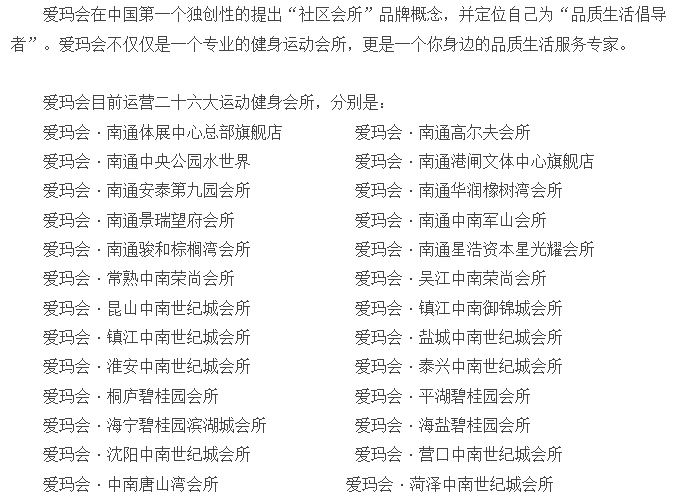 爱玛会在中国第一个独创性的提出“社区会所”品牌概念，并定位自己为“品质生活倡导
者”。爱玛会不仅仅是一个专业的健身运动会所，更是一个你身边的品质生活服务专家。
爱玛会目前运营二十六大运动健身会所，分别是：
爱玛会·南通体展中心总部旗舰店 爱玛会·南通高尔夫会所
爱玛会·南通中央公园水世界 爱玛会·南通港闸文体中心旗舰店
爱玛会·南通安泰第九园会所 爱玛会·南通华润橡树湾会所
爱玛会·南通景瑞望府会所 爱玛会·南通中南军山会所
爱玛会·南通骏和棕榈湾会所 爱玛会·南通星浩资本星光耀会所
爱玛会·常熟中南荣尚会所 爱玛会·吴江中南荣尚会所
爱玛会·昆山中南世纪城会所 爱玛会·镇江中南御锦城会所
爱玛会·镇江中南世纪城会所 爱玛会·盐城中南世纪城会所
爱玛会·淮安中南世纪城会所 爱玛会·泰兴中南世纪城会所
爱玛会·桐庐碧桂园会所 爱玛会·平湖碧桂园会所
爱玛会·海宁碧桂园滨湖城会所 爱玛会·海盐碧桂园会所
爱玛会·沈阳中南世纪城会所 爱玛会·营口中南世纪城会所
爱玛会·中南唐山湾会所 爱玛会·菏泽中南世纪城会所